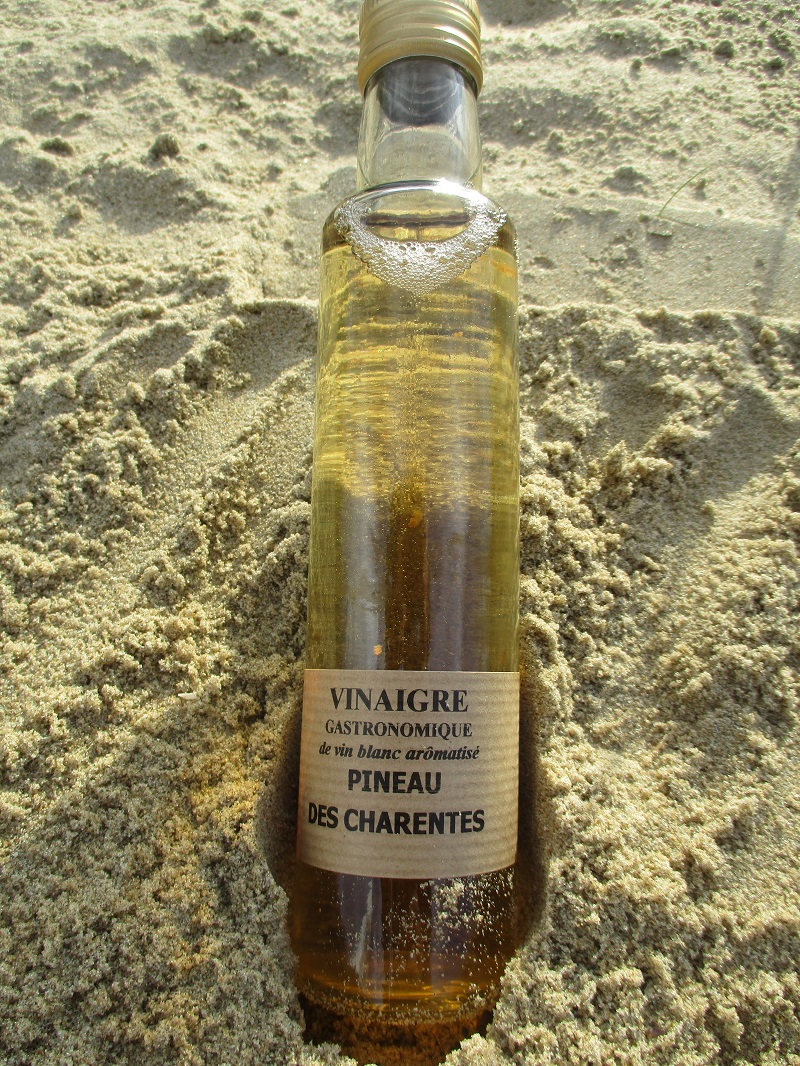 VINAIGRE
GASTRONOMIQUE
de vin blanc arômatisé
PINEAU
DES CHARENTES